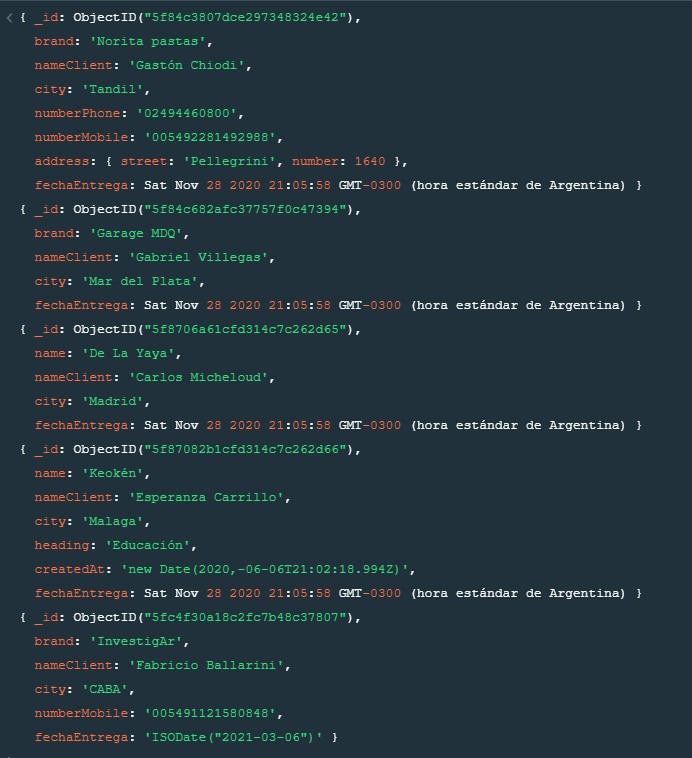 { _id: ObjectID("5f84c3807dce297348324e42"),
brand: 'Norita pastas',
nameClient: 'Gastón Chiodi',
city: 'Tandil',
numberPhone: '02494460800',
numberMobile: '005492281492988',
address: { street: 'Pellegrini', number: 1640 },
fechaEntrega: Sat Nov 28 2020 21:05:58 GMT-0300 (hora estándar de Argentina) }
{ _id: ObjectID("5f84c682afc37757f0c47394"),
brand: 'Garage MDQ',
nameClient: 'Gabriel Villegas',
city: 'Mar del Plata',
fechaEntrega: Sat Nov 28 2020 21:05:58 GMT-0300 (hora estándar de Argentina) }
{ _id: ObjectID("5f8706a61cfd314c7c262d65"),
name: 'De La Yaya',
nameClient: 'Carlos Micheloud',
city: 'Madrid',
fechaEntrega: Sat Nov 28 2020 21:05:58 GMT-0300 (hora estándar de Argentina) }
{ _id: ObjectID("5f87082b1cfd314c7c262d66"),
name: 'Keokén',
nameClient: 'Esperanza Carrillo',
city: 'Malaga',
heading: 'Educación',
createdAt: 'new Date(2020,-06-06T21:02:18.994Z)',
fechaEntrega: Sat Nov 28 2020 21:05:58 GMT-0300 (hora estándar de Argentina) }
{ _id: ObjectID("5fc4f30a18c2fc7b48c37807"),
brand: 'InvestigAr',
nameClient: 'Fabricio Ballarini',
city: 'CABA',
numberMobile: '005491121580848',
fechaEntrega: 'ISODate("2021-03-06")' }